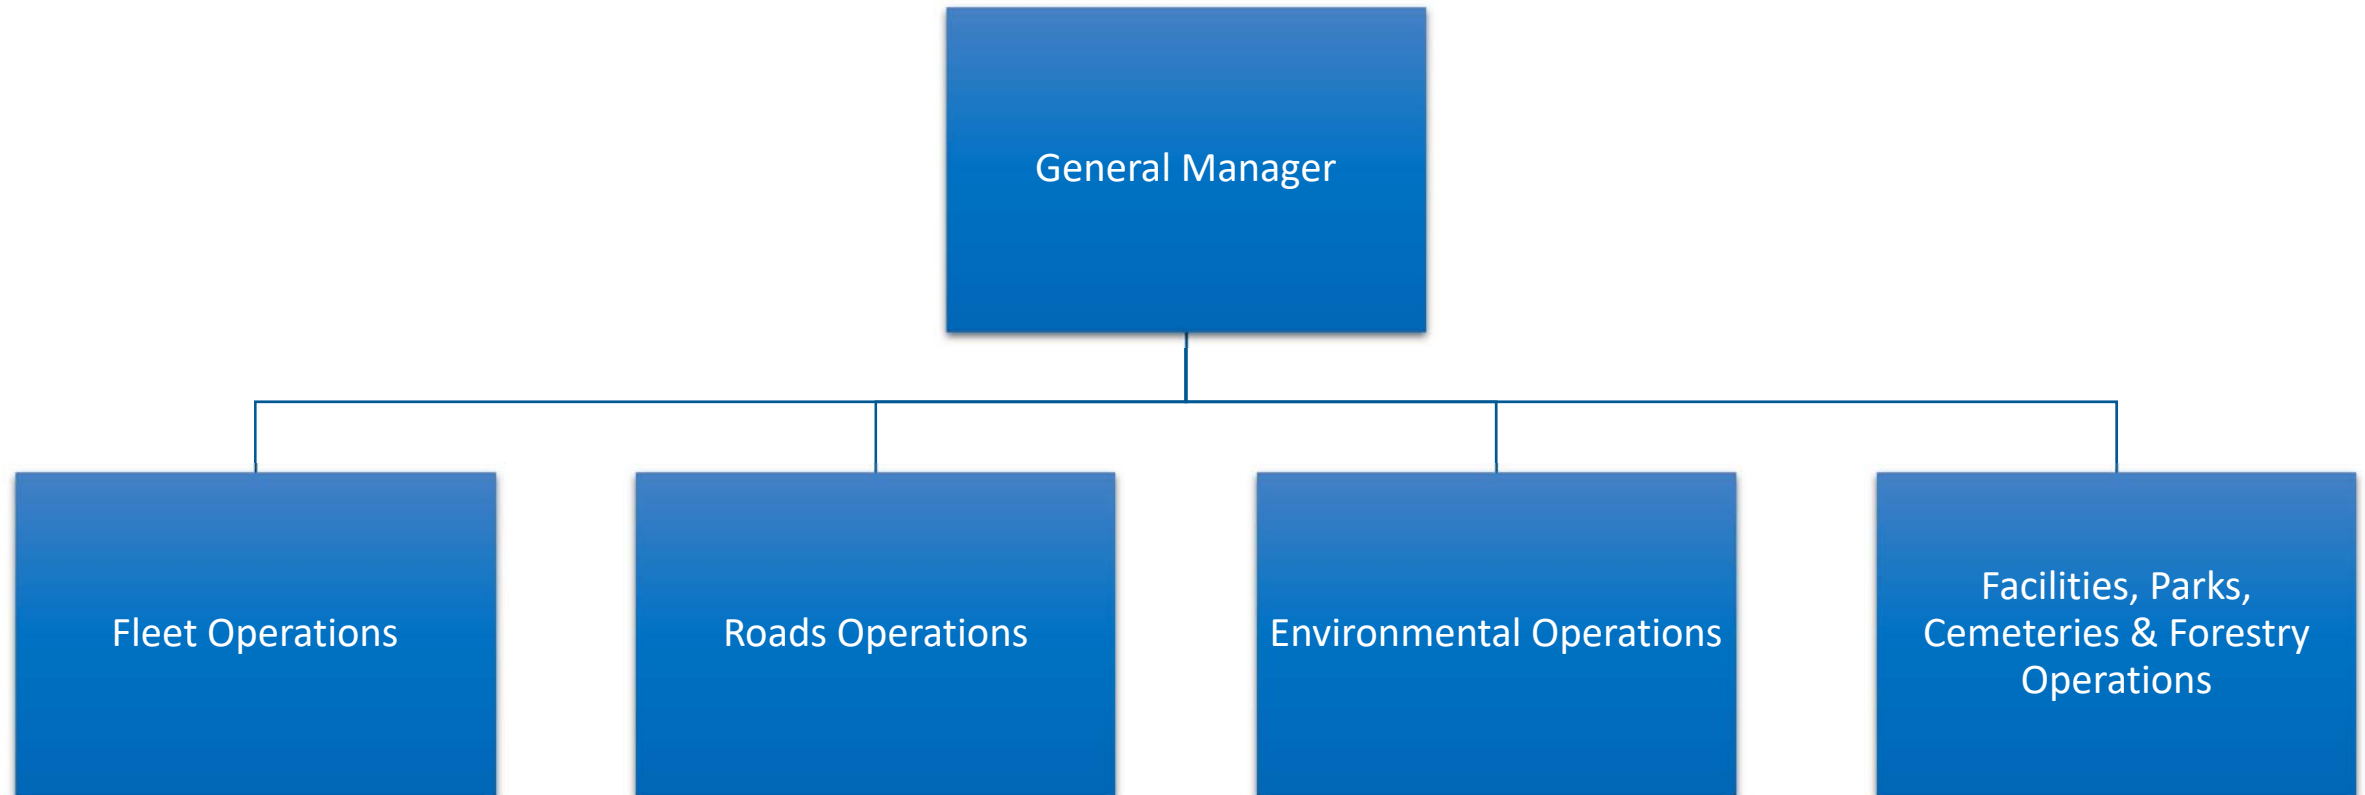 General Manager
Fleet Operations
Roads Operations
Environmental Operations
Facilities, Parks,
Cemeteries & Forestry
Operations